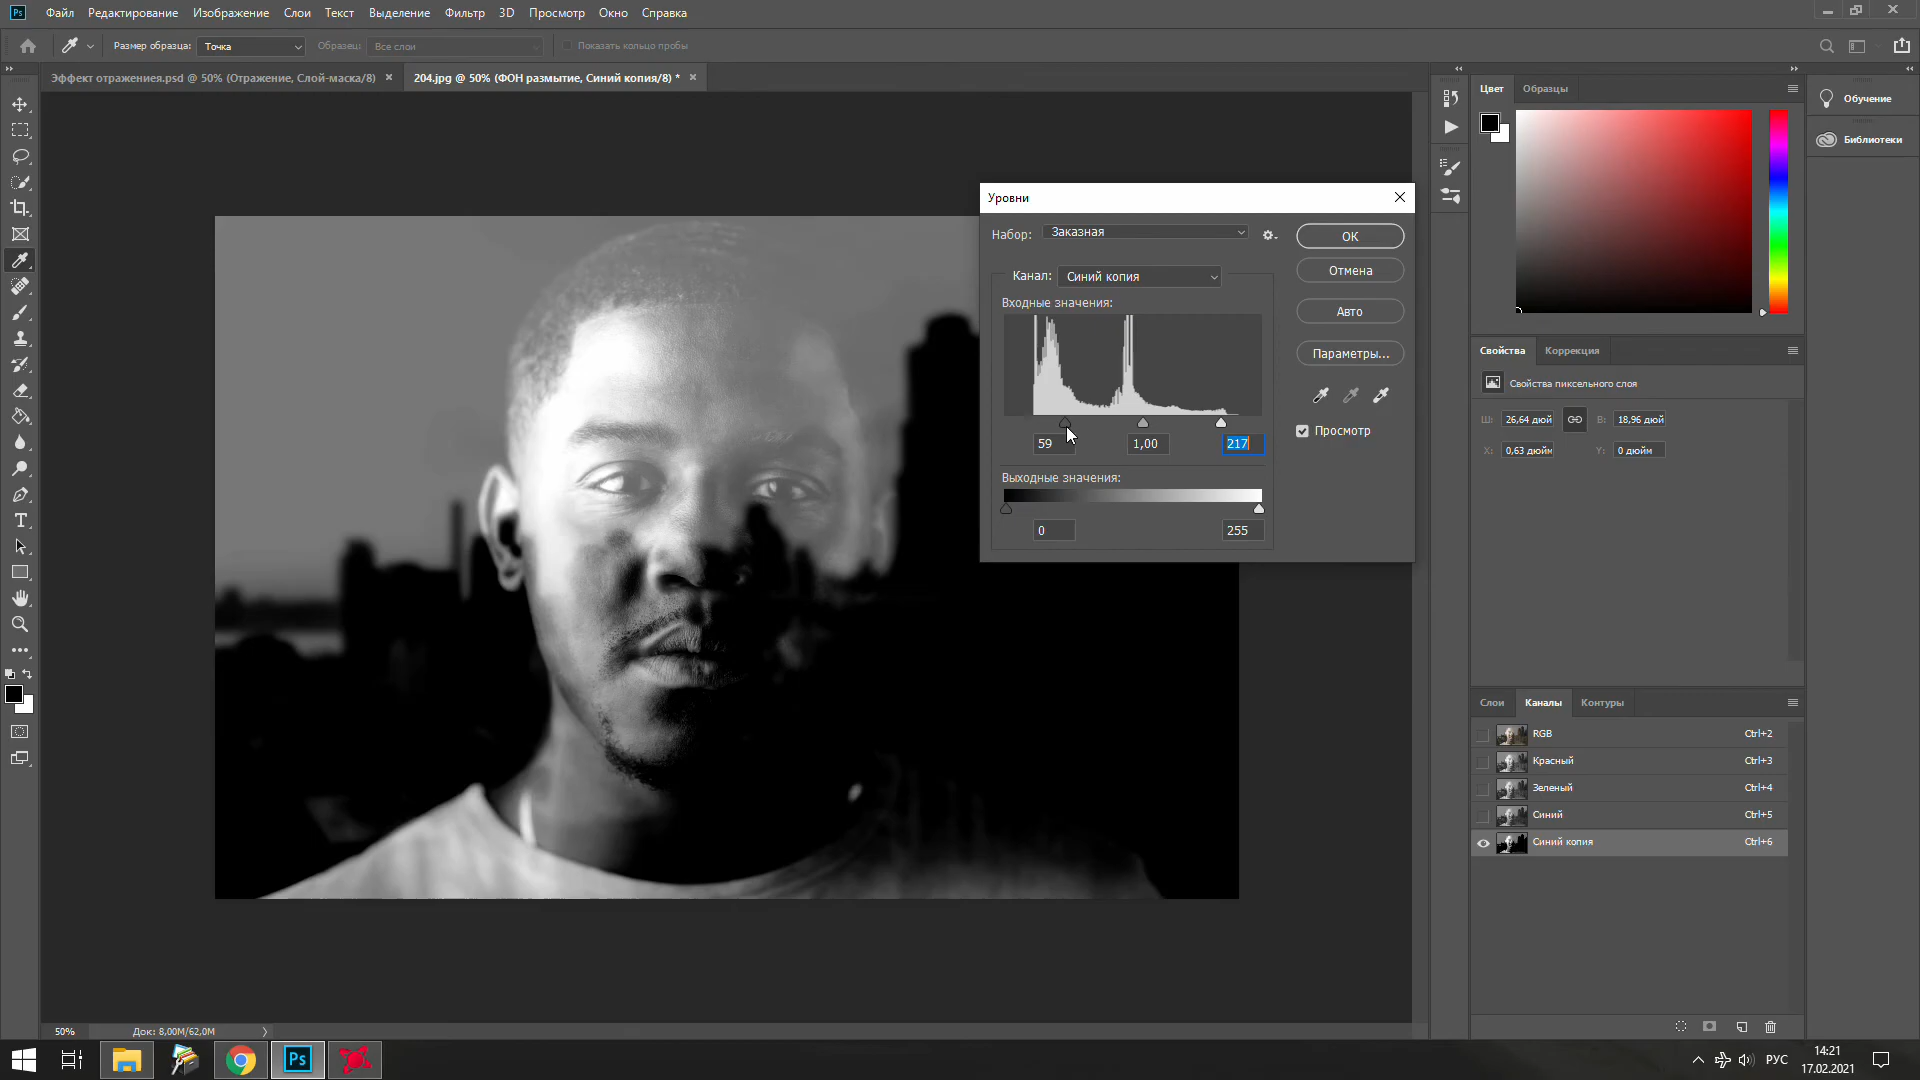 Ps Файл Редактирование Изображение Слои Текст Выделение Фильтр 3D Просмотр Окно Справка
Размер образца: Точка Образец: Все слои Показать кольцо пробы
Эффект отражениея.psd @ 50% (Отражение, Слой-маска/8) 204.jpg @ 50% (ФОН размытие, Синий копия/8) *
Цвет Образцы
Обучение
Библиотеки
Уровни
Набор: Заказная
ОК
Канал: Синий копия
Отмена
Входные значения:
Авто
Параметры...
Просмотр
59 1,00 217
Выходные значения:
0 255
Свойства Коррекция
Свойства пиксельного слоя
Ш: 26,64 дюй В: 18,96 дюй
X: 0,63 дюйм Y: 0 дюйм
Слои Каналы Контуры
RGB Ctrl+2
Красный Ctrl+3
Зеленый Ctrl+4
Синий Ctrl+5
Синий копия Ctrl+6
50% Док: 8,00M/62,0M
Ps
РУС
14:21
17.02.2021